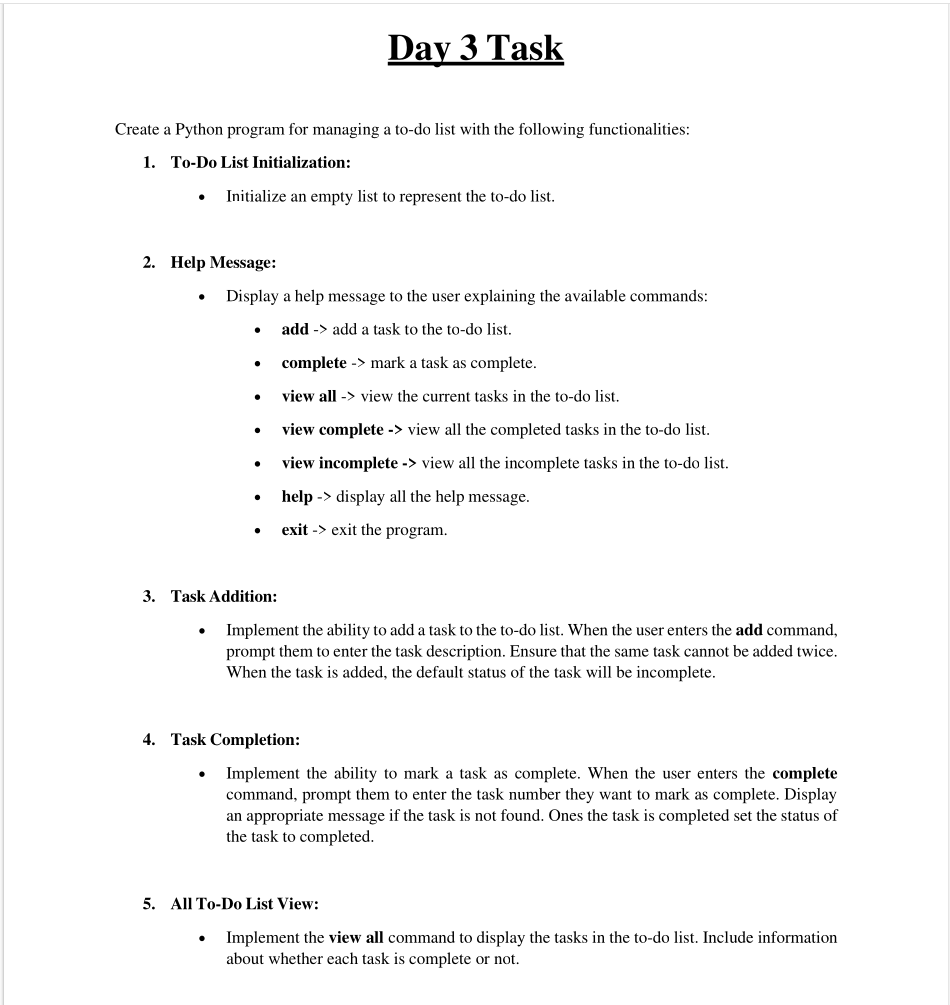 Day 3 Task
Create a Python program for managing a to-do list with the following functionalities:
1. To-Do List Initialization:
• Initialize an empty list to represent the to-do list.
2. Help Message:
• Display a help message to the user explaining the available commands:
• add -> add a task to the to-do list.
• complete -> mark a task as complete.
• view all -> view the current tasks in the to-do list.
• view complete -> view all the completed tasks in the to-do list.
• view incomplete -> view all the incomplete tasks in the to-do list.
• help -> display all the help message.
• exit -> exit the program.
3. Task Addition:
• Implement the ability to add a task to the to-do list. When the user enters the add command,
prompt them to enter the task description. Ensure that the same task cannot be added twice.
When the task is added, the default status of the task will be incomplete.
4. Task Completion:
• Implement the ability to mark a task as complete. When the user enters the complete
command, prompt them to enter the task number they want to mark as complete. Display
an appropriate message if the task is not found. Ones the task is completed set the status of
the task to completed.
5. All To-Do List View:
• Implement the view all command to display the tasks in the to-do list. Include information
about whether each task is complete or not.